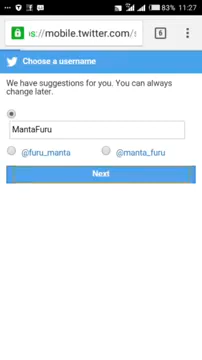 83% 11:27
s://mobile.twitter.com/s
6
Choose a username
We have suggestions for you. You can always
change later.
MantaFuru
@furu_manta @manta_furu
Next